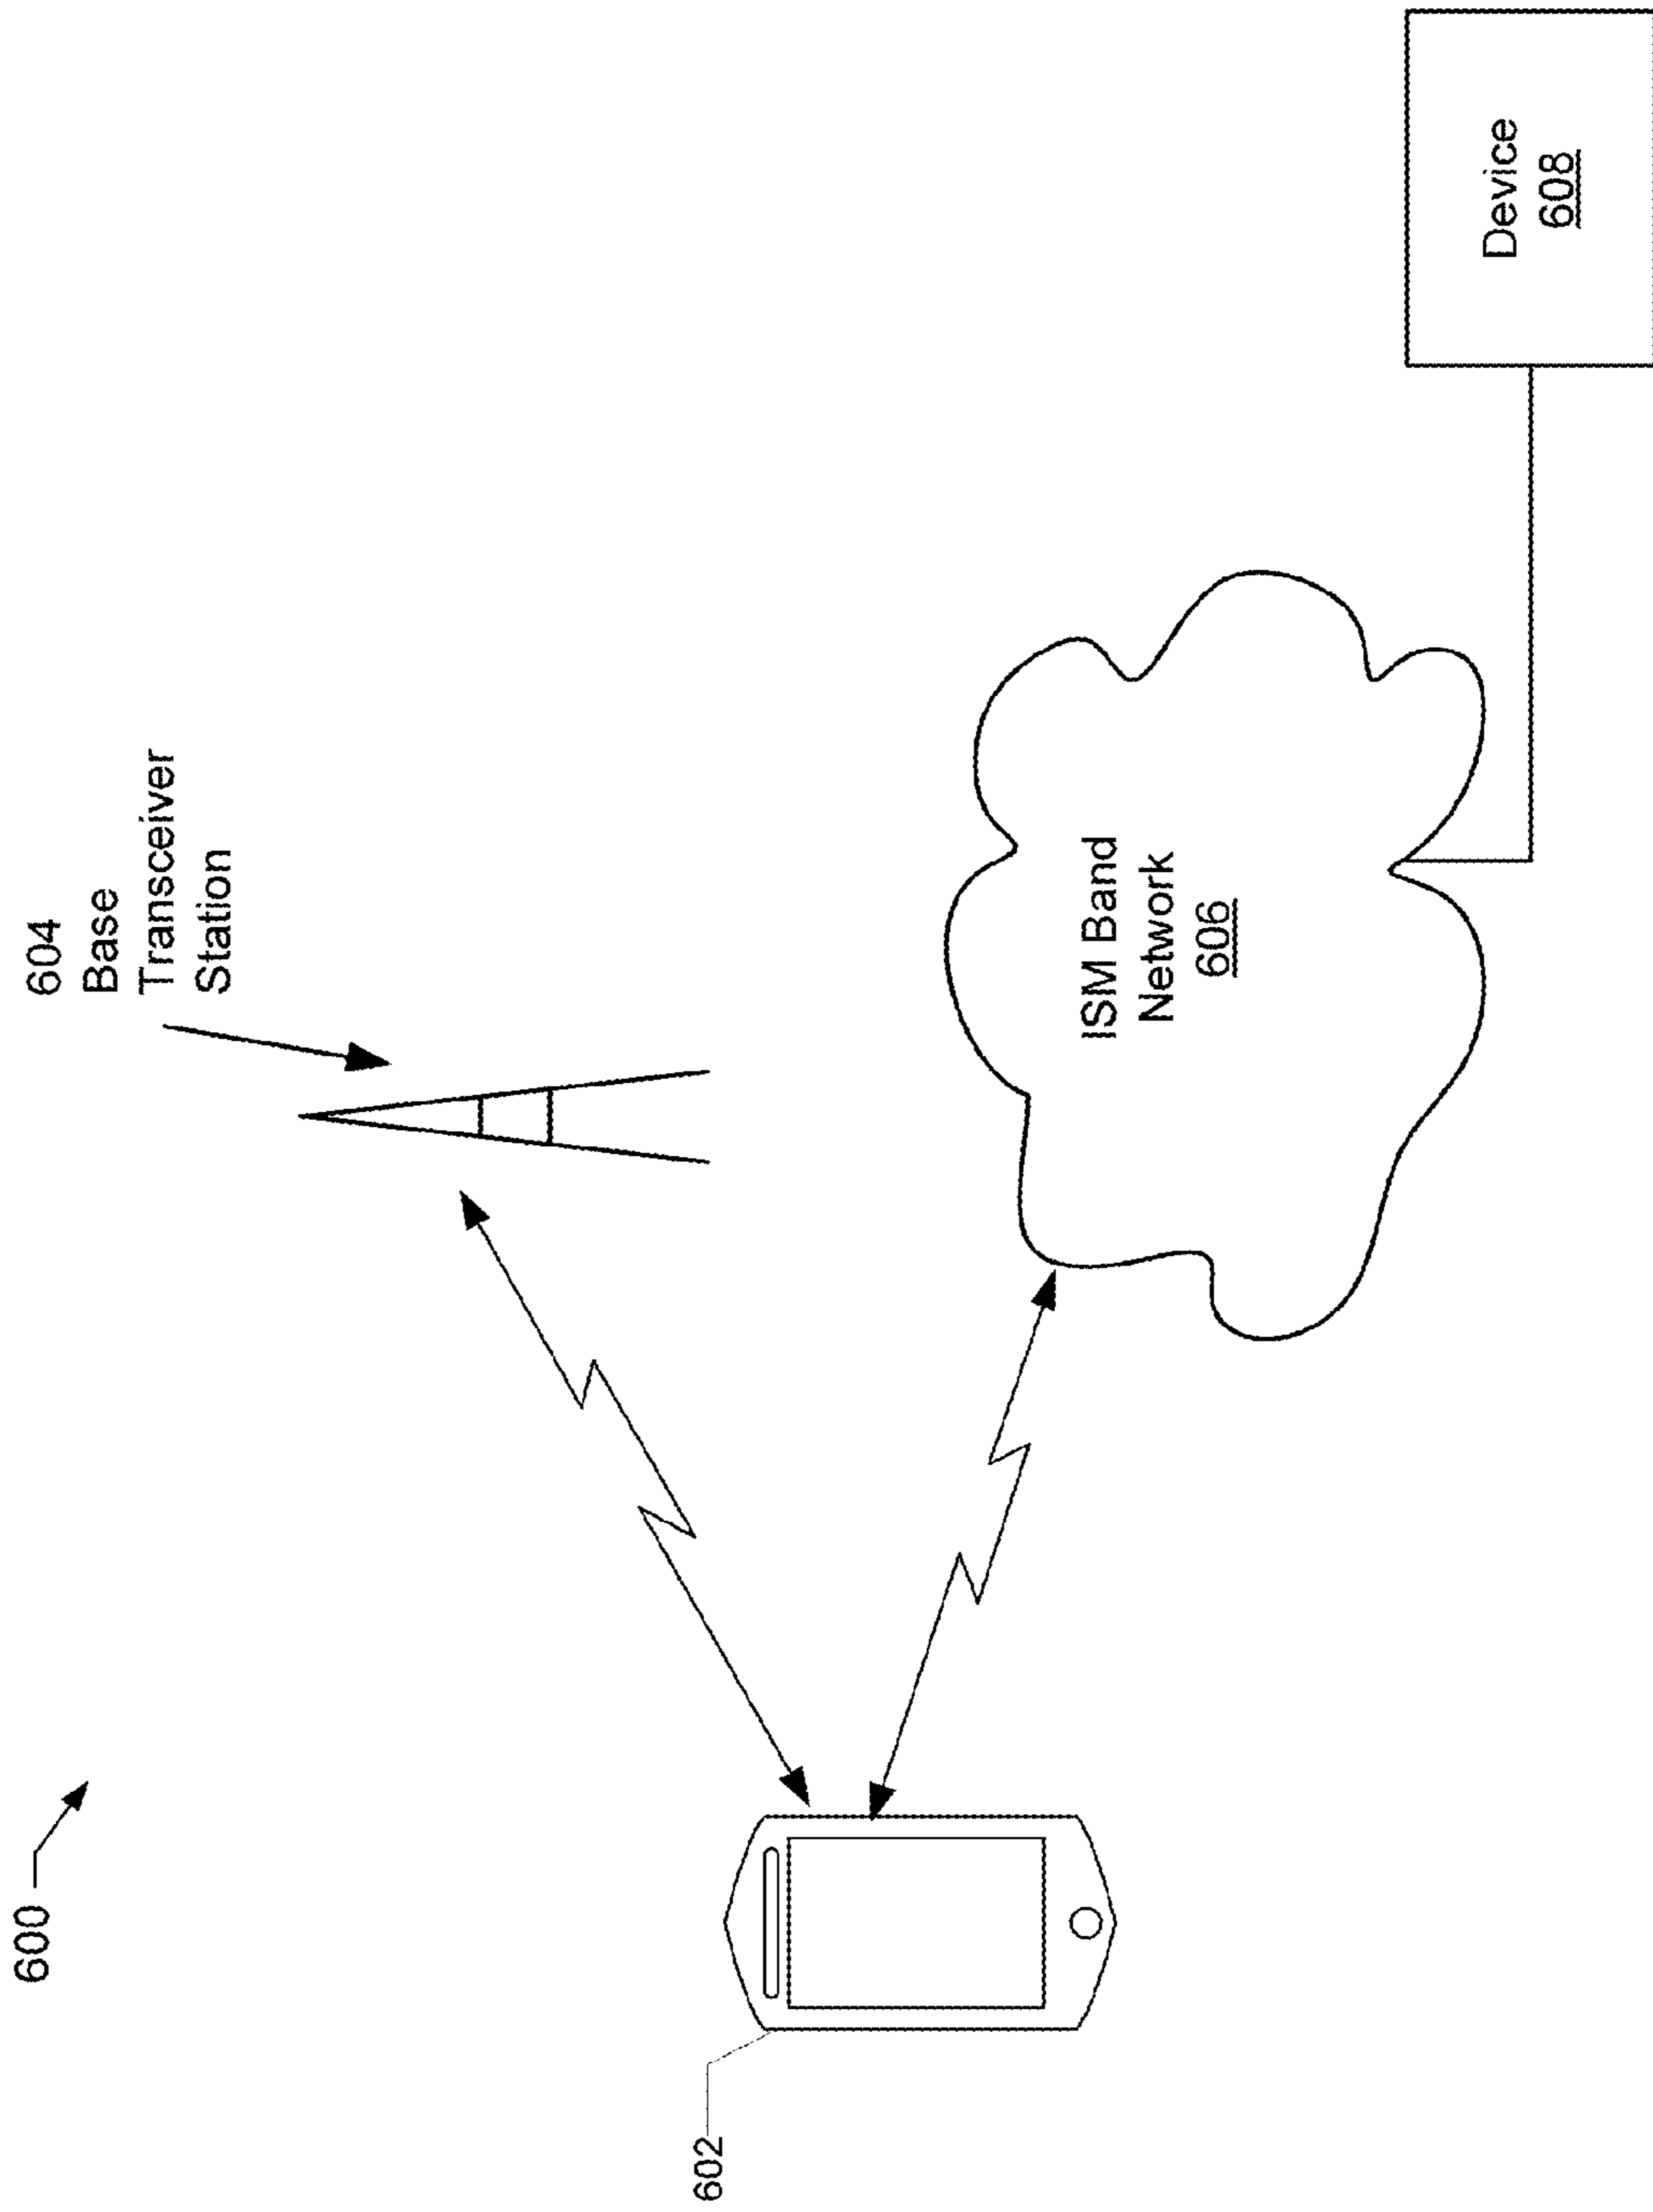 600
604
Base
Transceiver
Station
602
ISM Band
Network
606
Device
608